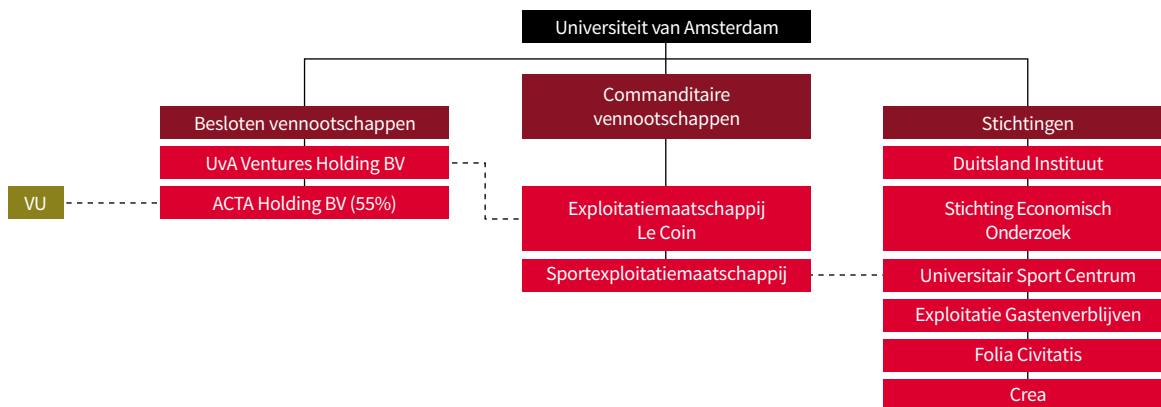 Universiteit van Amsterdam
Besloten vennootschappen
UvA Ventures Holding BV
VU
ACTA Holding BV (55%)
Commanditaire
vennootschappen
Exploitatiemaatschappij
Le Coin
Sportexploitatiemaatschappij
Stichtingen
Duitsland Instituut
Stichting Economisch
Onderzoek
Universitair Sport Centrum
Exploitatie Gastenverblijven
Folia Civitatis
Crea